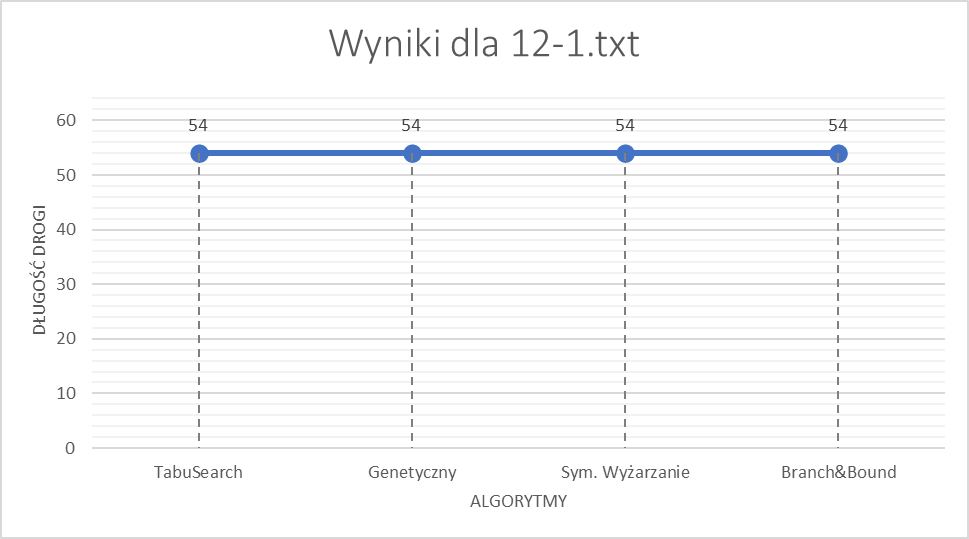 Wyniki dla 12-1.txt
60
50
40
30
20
10
0
DŁUGOŚĆ DROGI
54 54 54 54
TabuSearch Genetyczny Sym. Wyżarzanie Branch&Bound
ALGORYTMY